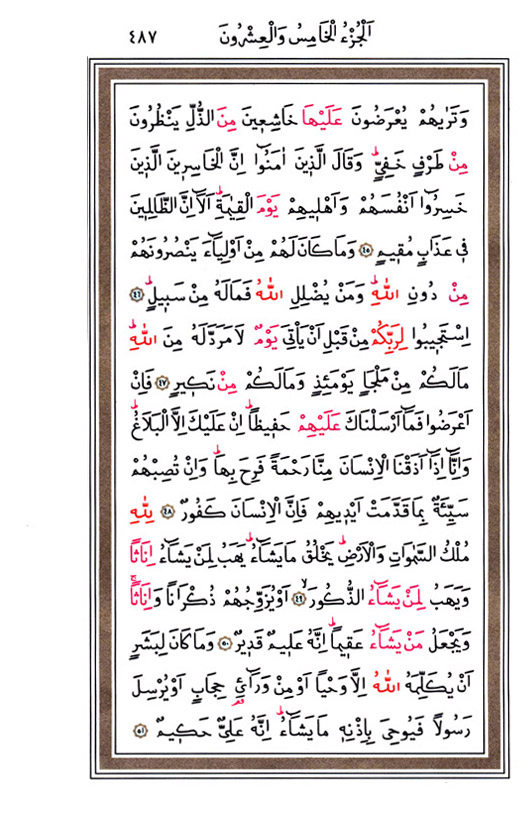 اَلْجُزْءُ الْخَامِسُ وَالْعِشْرُونَ ٤٨٧
وَتَرٰيهُمْ يُعْرَضُونَ عَلَيْهَا خَاشِعٖينَ مِنَ الذُّلِّ يَنْظُرُونَ
مِنْ طَرْفٍ خَفِيٍّؕ وَقَالَ الَّذٖينَ اٰمَنُٓوا اِنَّ الْخَاسِرٖينَ الَّذٖينَ
خَسِرُٓوا اَنْفُسَهُمْ وَاَهْلٖيهِمْ يَوْمَ الْقِيٰمَةِؕ اَلَٓا اِنَّ الظَّالِمٖينَ
فٖى عَذَابٍ مُقٖيمٍ ﴿٤٥﴾ وَمَا كَانَ لَهُمْ مِنْ اَوْلِيَٓاءَ يَنْصُرُونَهُمْ
مِنْ دُونِ اللّٰهِؕ وَمَنْ يُضْلِلِ اللّٰهُ فَمَا لَهُ مِنْ سَبٖيلٍؕ ﴿٤٦﴾
اِسْتَجٖيبُوا لِرَبِّكُمْ مِنْ قَبْلِ اَنْ يَأْتِىَ يَوْمٌ لَا مَرَدَّ لَهُ مِنَ اللّٰهِؕ
مَا لَكُمْ مِنْ مَلْجَأٍ يَوْمَئِذٍ وَمَا لَكُمْ مِنْ نَكٖيرٍ ﴿٤٧﴾ فَاِنْ
اَعْرَضُوا فَمَٓا اَرْسَلْنَاكَ عَلَيْهِمْ حَفٖيظًاؕ اِنْ عَلَيْكَ اِلَّا الْبَلَاغُؕ
وَاِنَّٓا اِذَٓا اَذَقْنَا الْاِنْسَانَ مِنَّا رَحْمَةً فَرِحَ بِهَاؕ وَاِنْ تُصِبْهُمْ
سَيِّئَةٌ بِمَا قَدَّمَتْ اَيْدٖيهِمْ فَاِنَّ الْاِنْسَانَ كَفُورٌ ﴿٤٨﴾ لِلّٰهِ
مُلْكُ السَّمٰوَاتِ وَالْاَرْضِؕ يَخْلُقُ مَا يَشَٓاءُؕ يَهَبُ لِمَنْ يَشَٓاءُ اِنَاثًا
وَيَهَبُ لِمَنْ يَشَٓاءُ الذُّكُورَۙ ﴿٤٩﴾ اَوْ يُزَوِّجُهُمْ ذُكْرَانًا وَاِنَاثًاۚ
وَيَجْعَلُ مَنْ يَشَٓاءُ عَقٖيمًاؕ اِنَّهُ عَلٖيمٌ قَدٖيرٌ ﴿٥٠﴾ وَمَا كَانَ لِبَشَرٍ
اَنْ يُكَلِّمَهُ اللّٰهُ اِلَّا وَحْيًا اَوْ مِنْ وَرَٓائِ حِجَابٍ اَوْ يُرْسِلَ
رَسُولًا فَيُوحِىَ بِاِذْنِهٖ مَا يَشَٓاءُؕ اِنَّهُ عَلِىٌّ حَكٖيمٌ ﴿٥١﴾